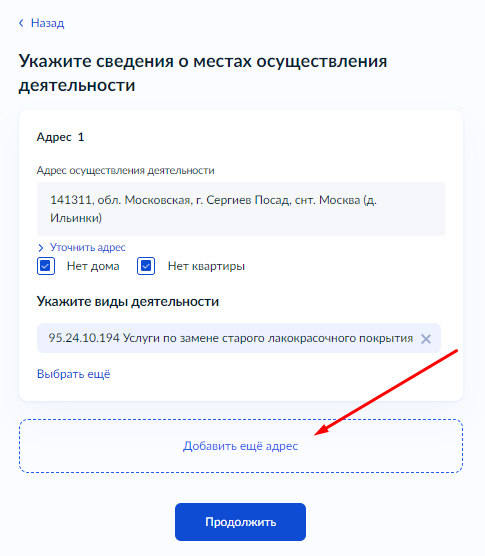 Назад
Укажите сведения о местах осуществления
деятельности
Адрес 1
Адрес осуществления деятельности
141311, обл. Московская, г. Сергиев Посад, снт. Москва (д.
Ильинки)
Уточнить адрес
Нет дома Нет квартиры
Укажите виды деятельности
95.24.10.194 Услуги по замене старого лакокрасочного покрытия
Выбрать ещё
Добавить ещё адрес
Продолжить